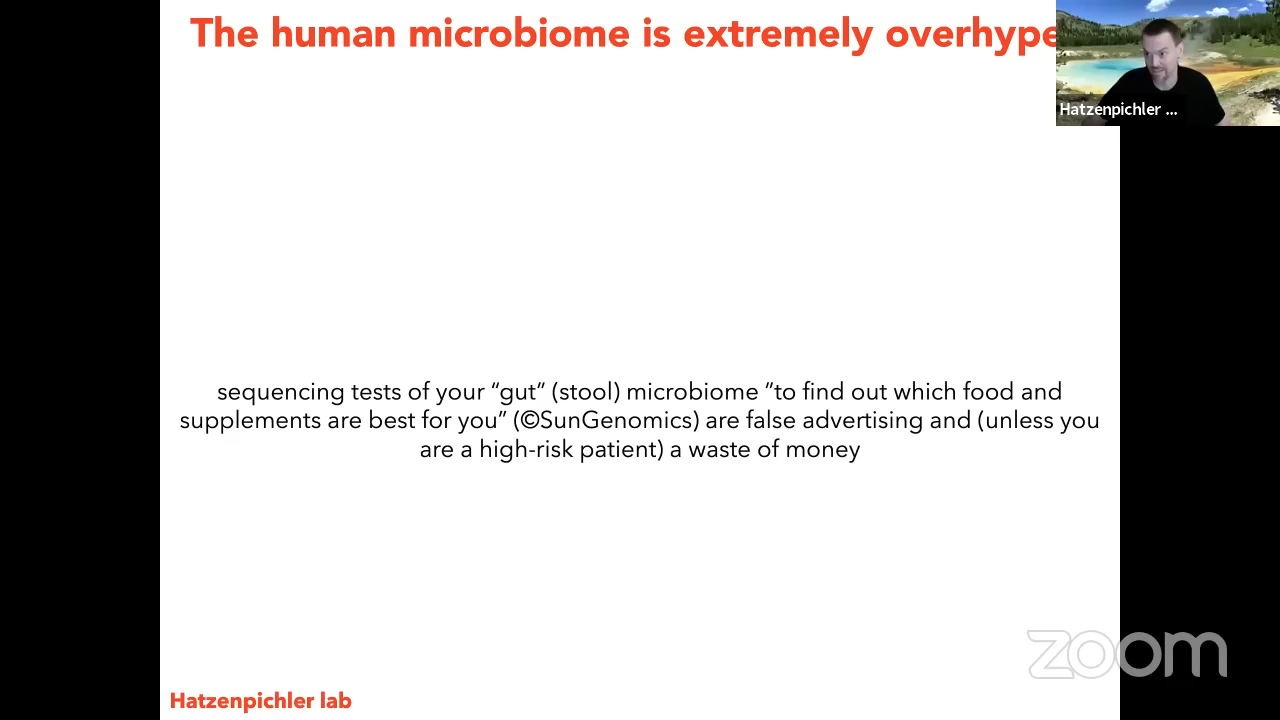 The human microbiome is extremely overhype
Hatzenpichler ...
sequencing tests of your “gut” (stool) microbiome “to find out which food and
supplements are best for you” (©SunGenomics) are false advertising and (unless you
are a high-risk patient) a waste of money
zoom
Hatzenpichler lab